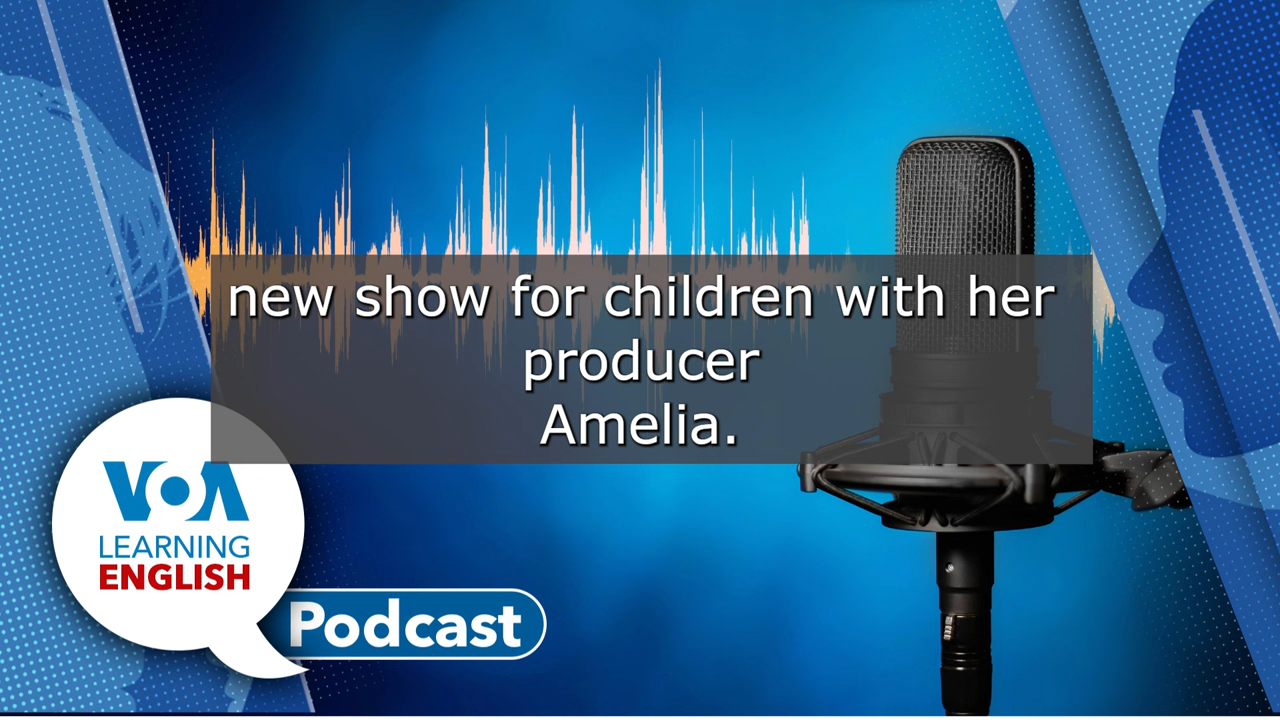 new show for children with her
producer
Amelia.
VOA
LEARNING
ENGLISH
Podcast